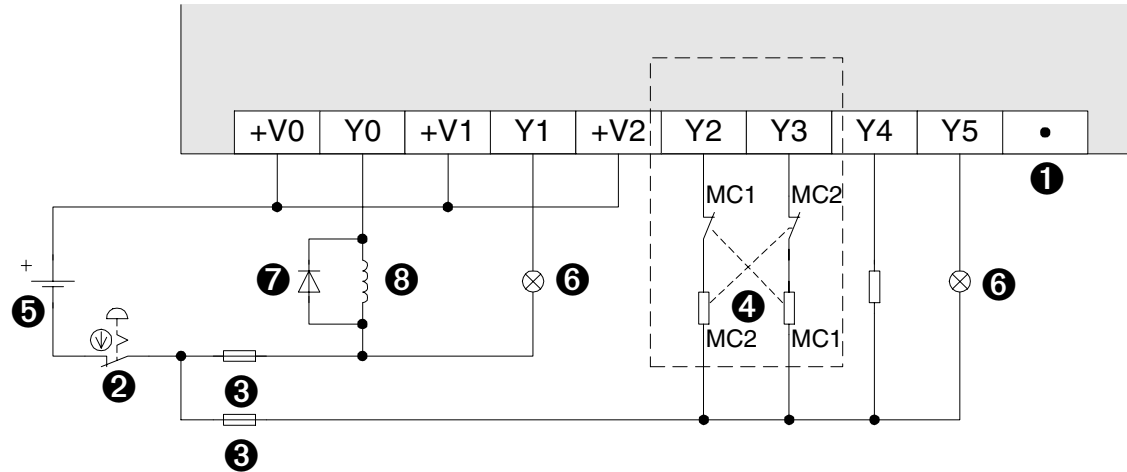 +V0 Y0 +V1 Y1 +V2 Y2 Y3 Y4 Y5 •
❶
MC1 MC2
+
❺ ❼ ❽ ❻ ❹ ❻
MC2 MC1
❷ ❸
❸